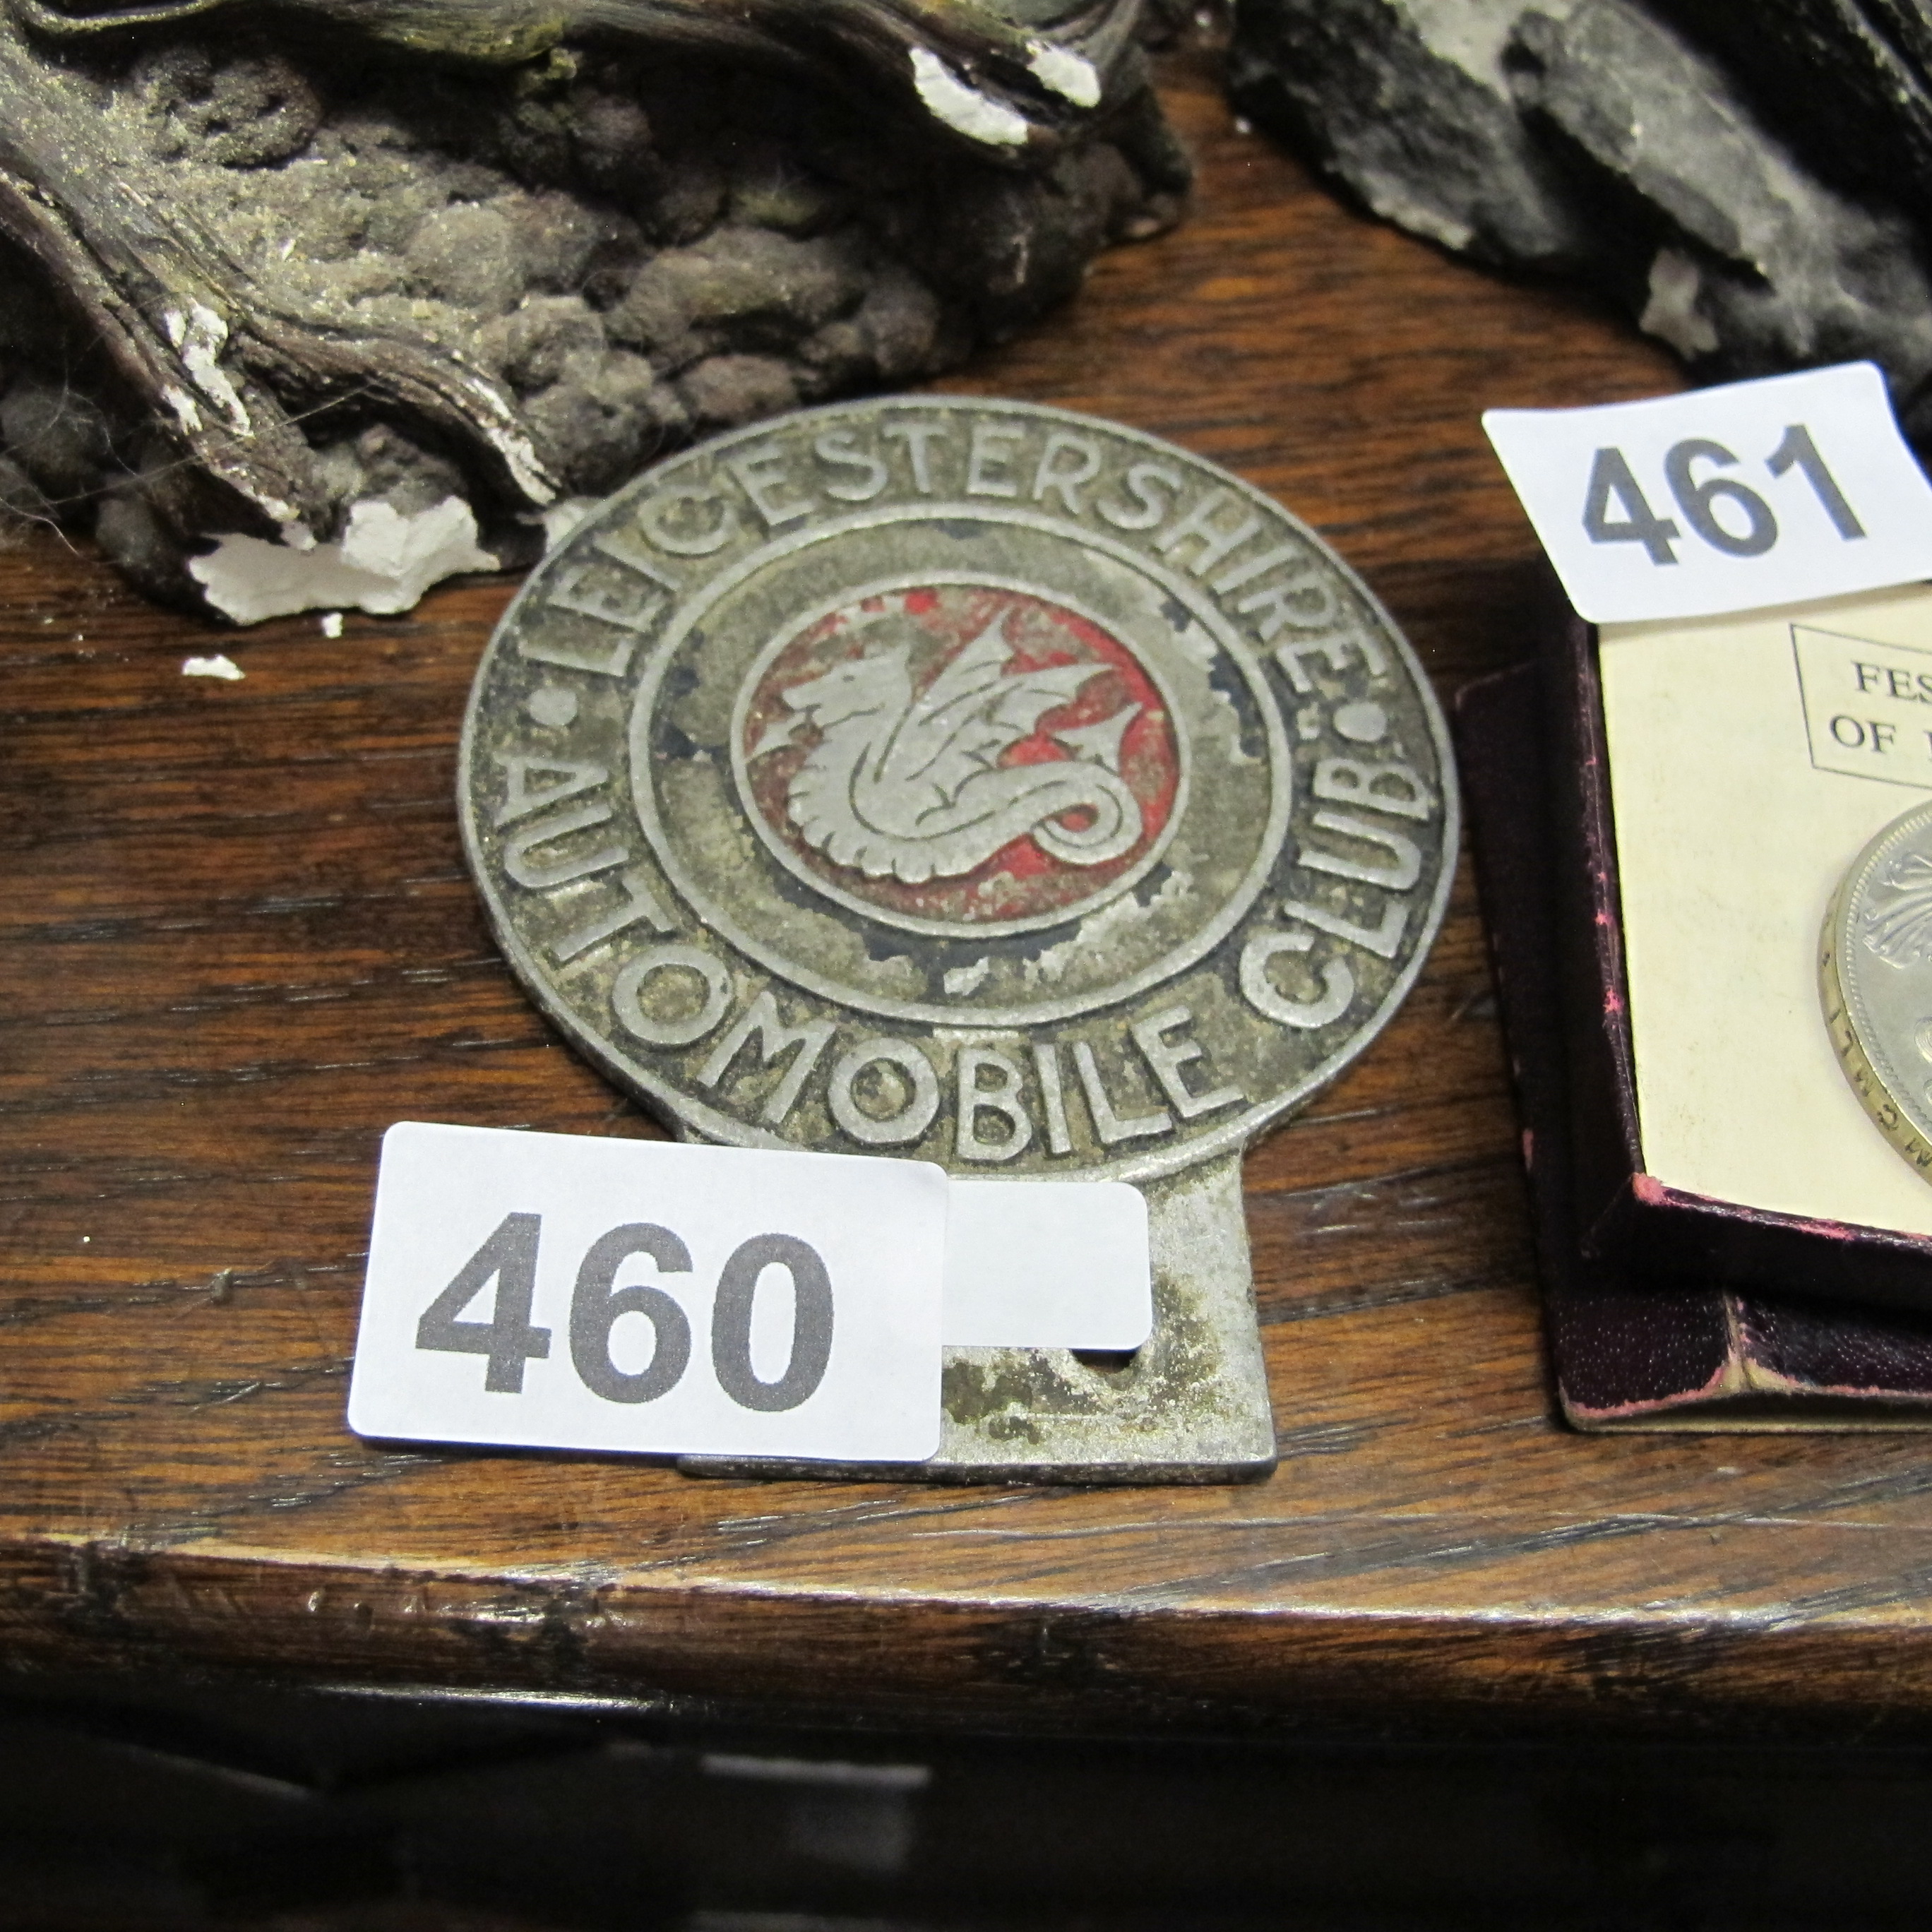 LEICESTERSHIRE
• AUTOMOBILE CLUB •
460
461
FES
OF